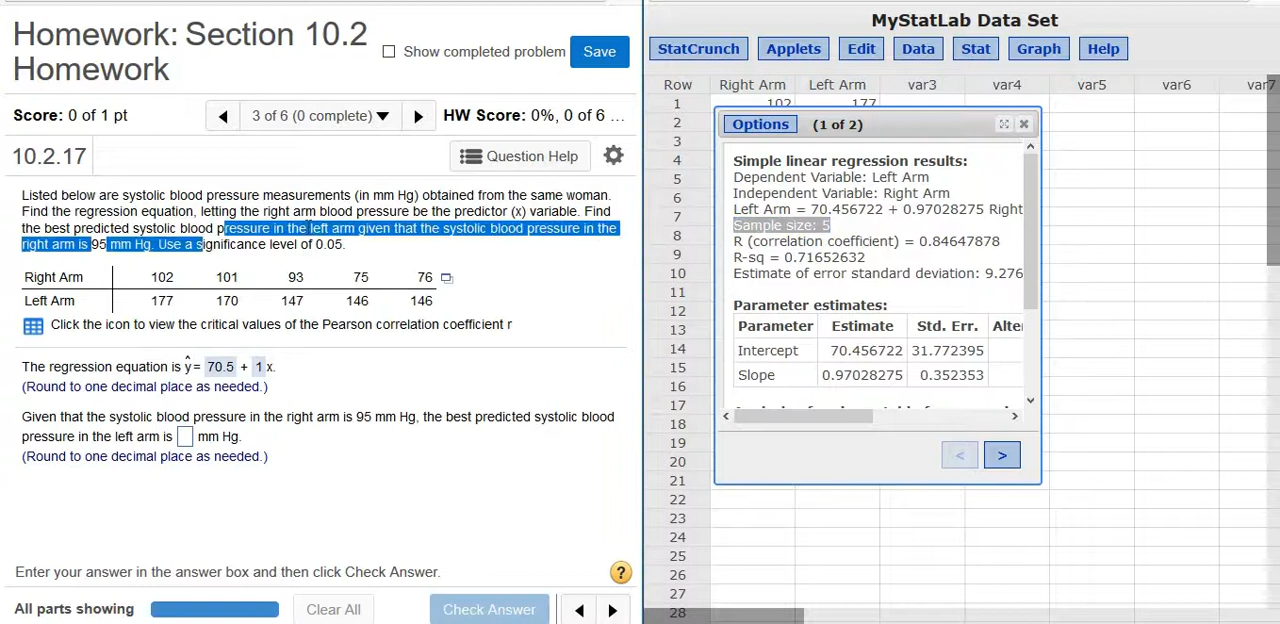 Homework: Section 10.2
Homework
Show completed problem
Save
Score: 0 of 1 pt
3 of 6 (0 complete)
HW Score: 0%, 0 of 6 ...
10.2.17
Question Help
Listed below are systolic blood pressure measurements (in mm Hg) obtained from the same woman.
Find the regression equation, letting the right arm blood pressure be the predictor (x) variable. Find
the best predicted systolic blood pressure in the left arm given that the systolic blood pressure in the
right arm is 95 mm Hg. Use a significance level of 0.05.
Right Arm 102 101 93 75 76
Left Arm 177 170 147 146 146
Click the icon to view the critical values of the Pearson correlation coefficient r
The regression equation is ŷ = 70.5 + 1 x.
(Round to one decimal place as needed.)
Given that the systolic blood pressure in the right arm is 95 mm Hg, the best predicted systolic blood
pressure in the left arm is mm Hg.
(Round to one decimal place as needed.)
Enter your answer in the answer box and then click Check Answer.
?
All parts showing
Clear All
Check Answer
MyStatLab Data Set
StatCrunch Applets Edit Data Stat Graph Help
Row Right Arm Left Arm var3 var4 var5 var6 var7
1 102 177
2
3
4
5
6
7
8
9
10
11
12
13
14
15
16
17
18
19
20
21
22
23
24
25
26
27
28
Options (1 of 2)
Simple linear regression results:
Dependent Variable: Left Arm
Independent Variable: Right Arm
Left Arm = 70.456722 + 0.97028275 Right
Sample size: 5
R (correlation coefficient) = 0.84647878
R-sq = 0.71652632
Estimate of error standard deviation: 9.276
Parameter estimates:
Parameter Estimate Std. Err. Alte
Intercept 70.456722 31.772395
Slope 0.97028275 0.352353
< >